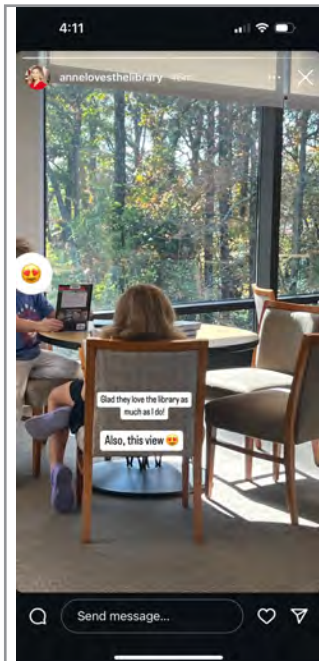 4:11
annelovesthelibrary
Glad they love the library as
much as I do!
Also, this view 😍
Send message...